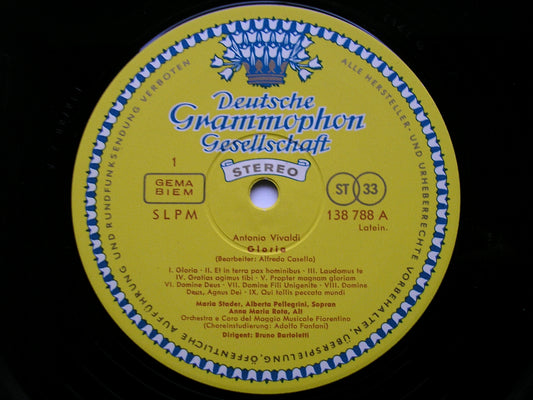 Deutsche
Grammophon
Gesellschaft
STEREO
1
GEMA
BIEM
SLPM
ST 33
138 788 A
Latein.
Antonio Vivaldi
Gloria
(Bearbeiter: Alfredo Casella)
I. Gloria · II. Et in terra pax hominibus · III. Laudamus te
IV. Gratias agimus tibi · V. Propter magnam gloriam
VI. Domine Deus · VII. Domine Fili Unigenite · VIII. Domine
Deus, Agnus Dei · IX. Qui tollis peccata mundi
Maria Stader, Alberta Pellegrini, Sopran
Anna Maria Rota, Alt
Orchestra e Coro del Maggio Musicale Fiorentino
(Choreinstudierung: Adolfo Fanfani)
Dirigent: Bruno Bartoletti
ALLE HERSTELLER- UND URHEBERRECHTE VORBEHALTEN, ÜBERSPIELUNG, ÖFFENTLICHE AUFFÜHRUNG UND RUNDFUNKSENDUNG VERBOTEN